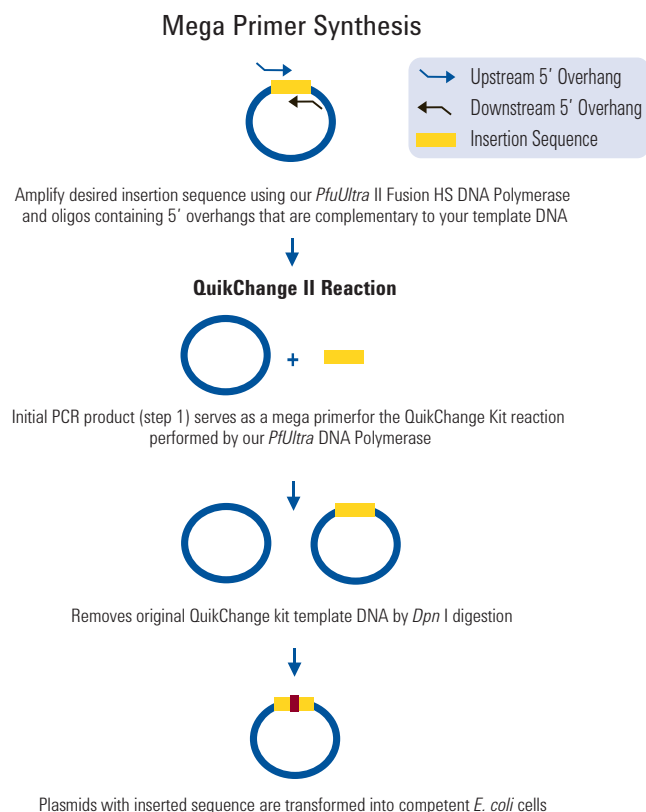 Mega Primer Synthesis
Upstream 5′ Overhang
Downstream 5′ Overhang
Insertion Sequence
Amplify desired insertion sequence using our PfuUltra II Fusion HS DNA Polymerase
and oligos containing 5′ overhangs that are complementary to your template DNA
QuikChange II Reaction
+
Initial PCR product (step 1) serves as a mega primerfor the QuikChange Kit reaction
performed by our PfUltra DNA Polymerase
Removes original QuikChange kit template DNA by Dpn I digestion
Plasmids with inserted sequence are transformed into competent E. coli cells